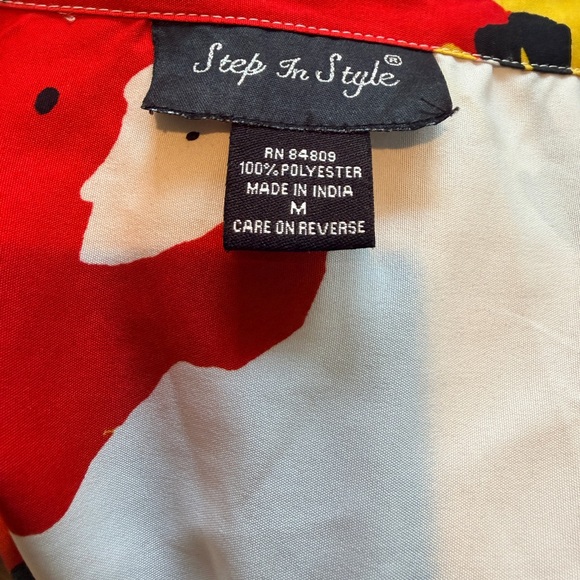 Step In Style®
RN 84809
100% POLYESTER
MADE IN INDIA
M
CARE ON REVERSE